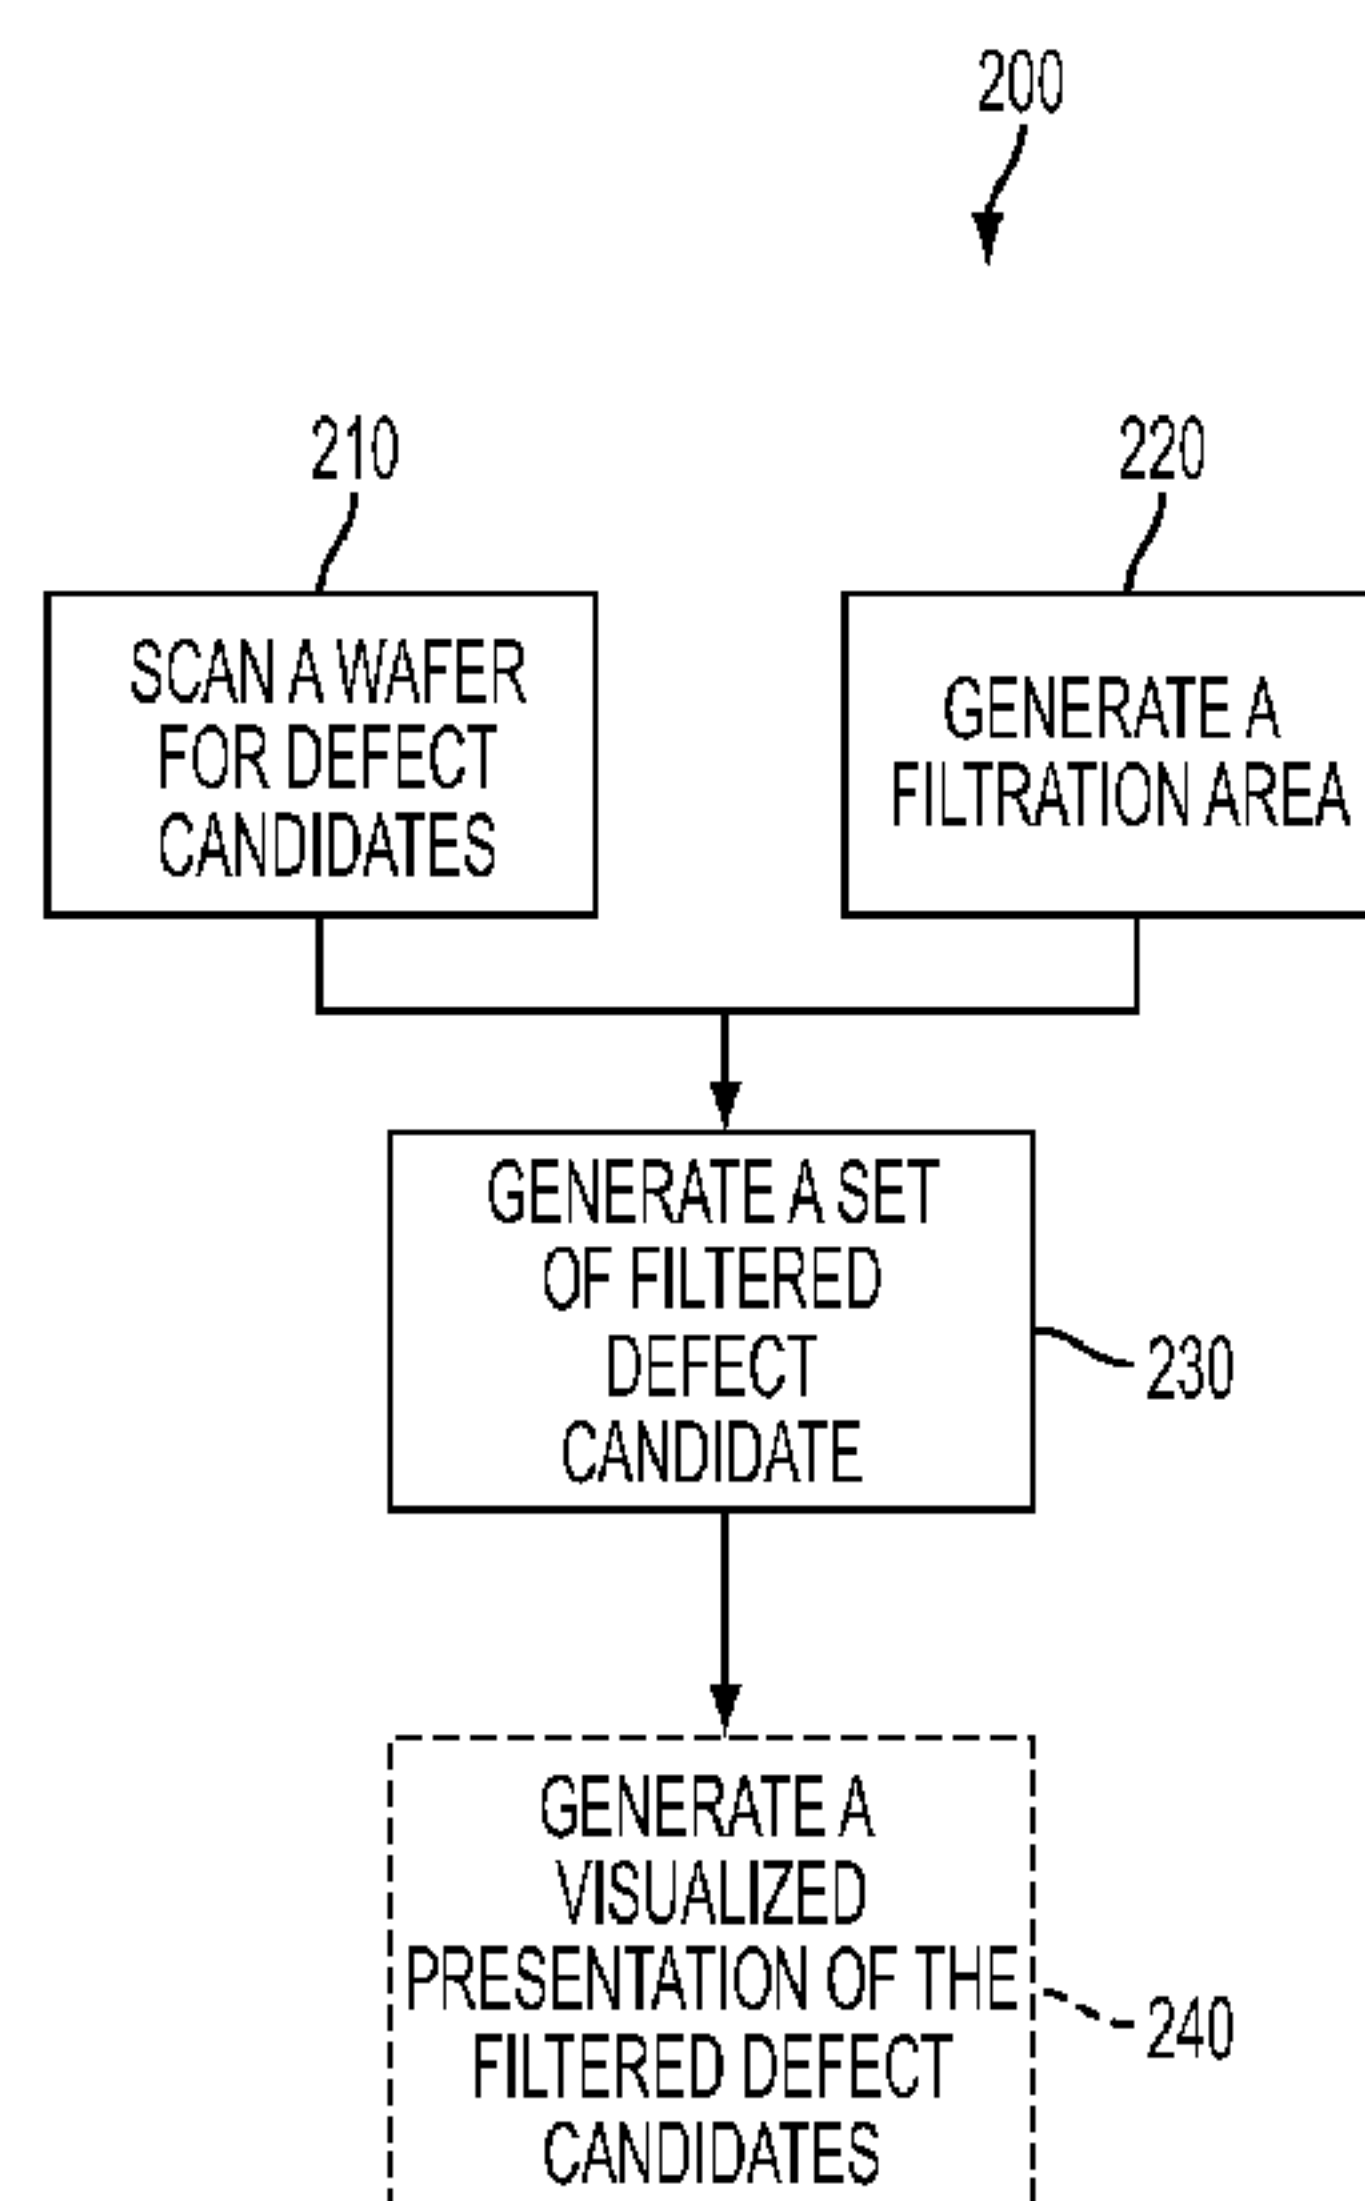 200
210
220
SCAN A WAFER
FOR DEFECT
CANDIDATES
GENERATE A
FILTRATION AREA
GENERATE A SET
OF FILTERED
DEFECT
CANDIDATE
230
GENERATE A
VISUALIZED
PRESENTATION OF THE
FILTERED DEFECT
CANDIDATES
240